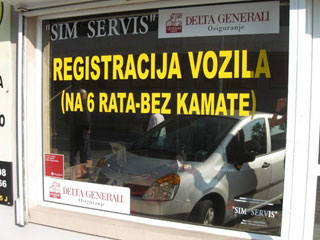 "SIM SERVIS"
DELTA GENERALI
Osiguranje
REGISTRACIJA VOZILA
(NA 6 RATA-BEZ KAMATE)
DELTA GENERALI
Osiguranje
"SIM SERVIS"